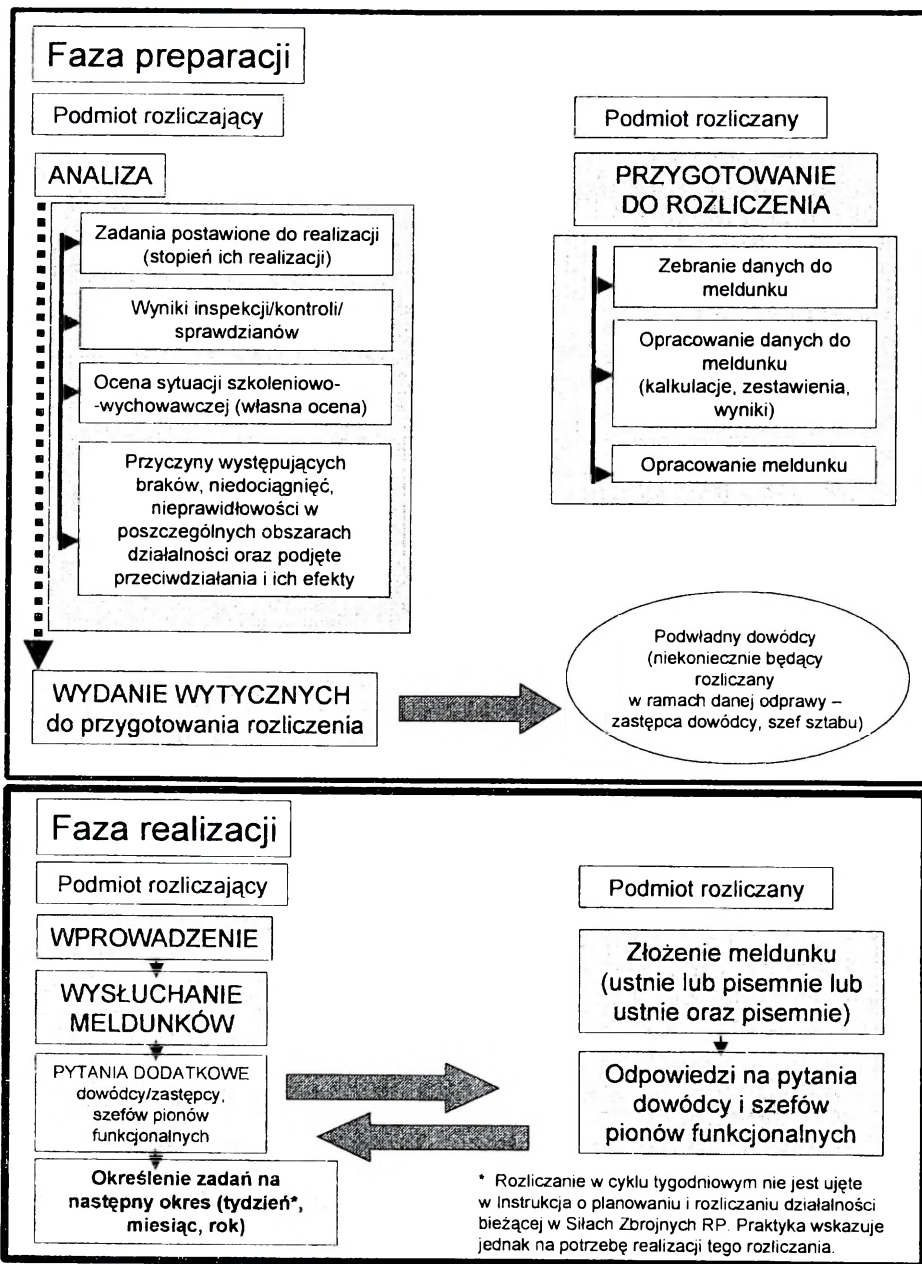 Faza preparacji
Podmiot rozliczający
ANALIZA
Zadania postawione do realizacji
(stopień ich realizacji)
Wyniki inspekcji/kontroli/
sprawdzianów
Ocena sytuacji szkoleniowo-
-wychowawczej (własna ocena)
Przyczyny występujących
braków, niedociągnięć,
nieprawidłowości w
poszczególnych obszarach
działalności oraz podjęte
przeciwdziałania i ich efekty
WYDANIE WYTYCZNYCH
do przygotowania rozliczenia
Podmiot rozliczany
PRZYGOTOWANIE
DO ROZLICZENIA
Zebranie danych do
meldunku
Opracowanie danych do
meldunku
(kalkulacje, zestawienia,
wyniki)
Opracowanie meldunku
Podwładny dowódcy
(niekoniecznie będący
rozliczany
w ramach danej odprawy –
zastępca dowódcy, szef sztabu)
Faza realizacji
Podmiot rozliczający
WPROWADZENIE
WYSŁUCHANIE
MELDUNKÓW
PYTANIA DODATKOWE
dowódcy/zastępcy,
szefów pionów
funkcjonalnych
Określenie zadań na
następny okres (tydzień*,
miesiąc, rok)
Podmiot rozliczany
Złożenie meldunku
(ustnie lub pisemnie lub
ustnie oraz pisemnie)
Odpowiedzi na pytania
dowódcy i szefów
pionów funkcjonalnych
* Rozliczanie w cyklu tygodniowym nie jest ujęte
w Instrukcja o planowaniu i rozliczaniu działalności
bieżącej w Siłach Zbrojnych RP. Praktyka wskazuje
jednak na potrzebę realizacji tego rozliczania.